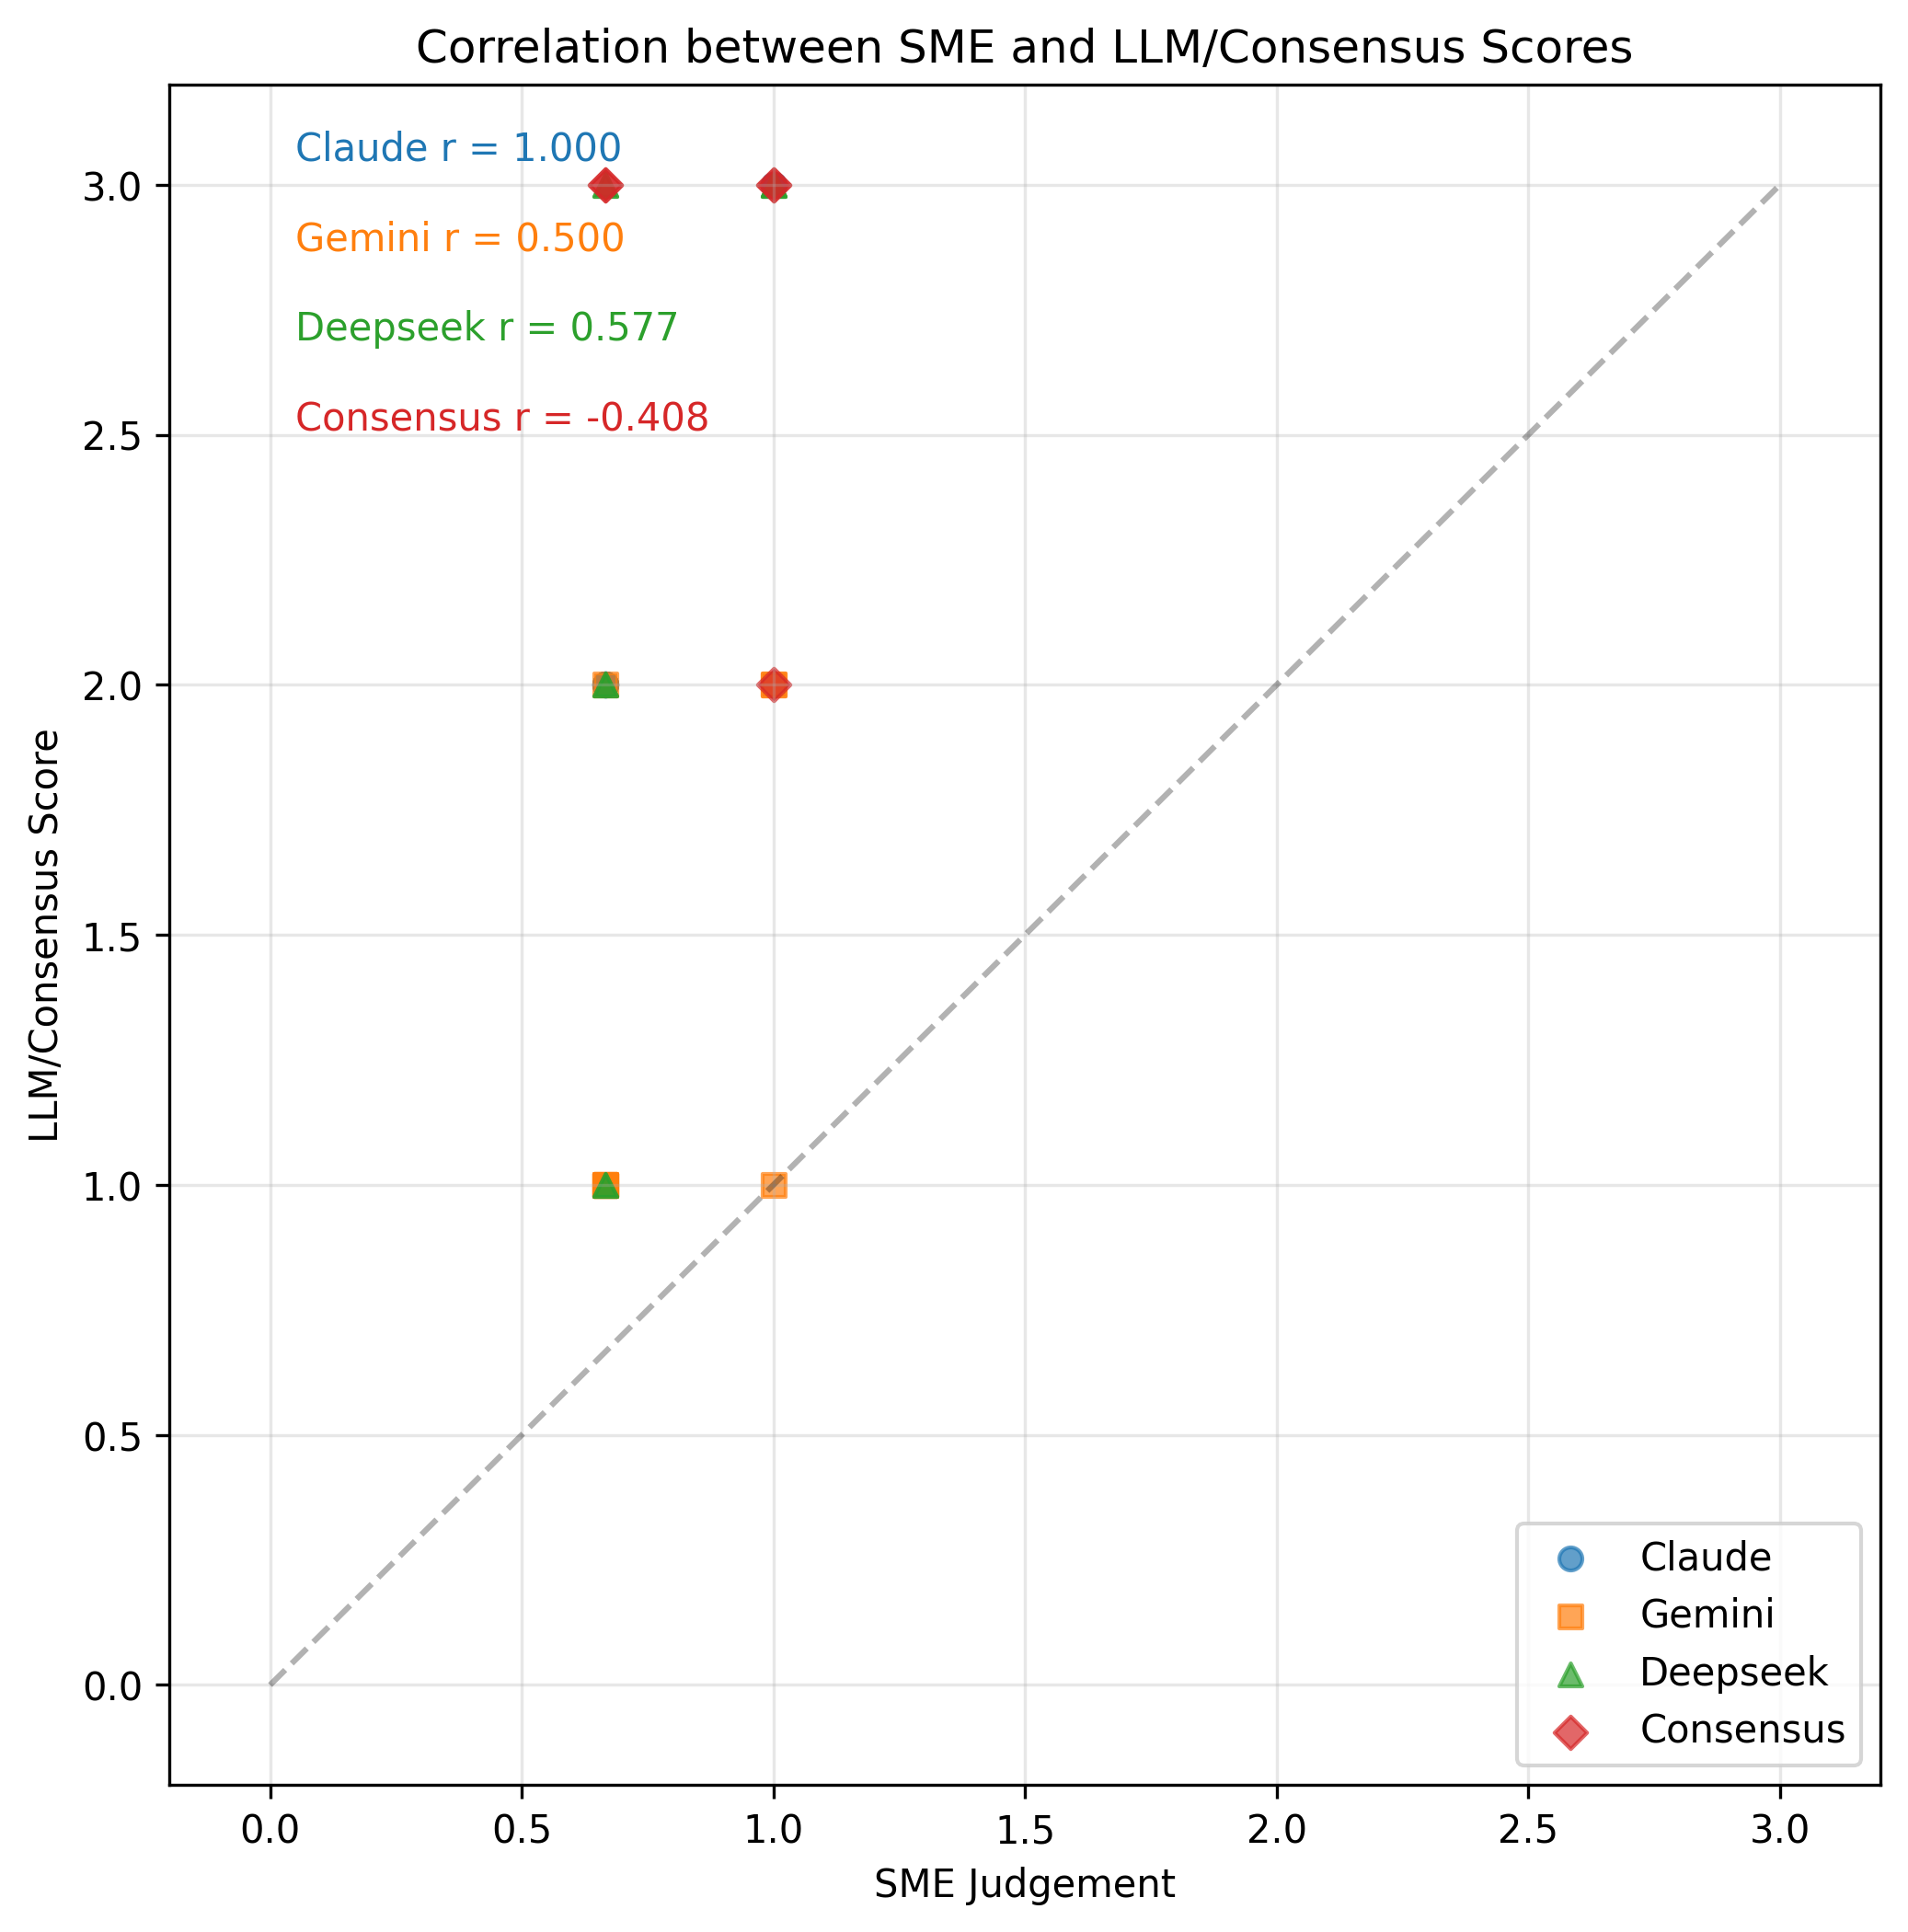 Correlation between SME and LLM/Consensus Scores
Claude r = 1.000
Gemini r = 0.500
Deepseek r = 0.577
Consensus r = -0.408
3.0
2.5
2.0
1.5
1.0
0.5
0.0
LLM/Consensus Score
Claude
Gemini
Deepseek
Consensus
0.0 0.5 1.0 1.5 2.0 2.5 3.0
SME Judgement